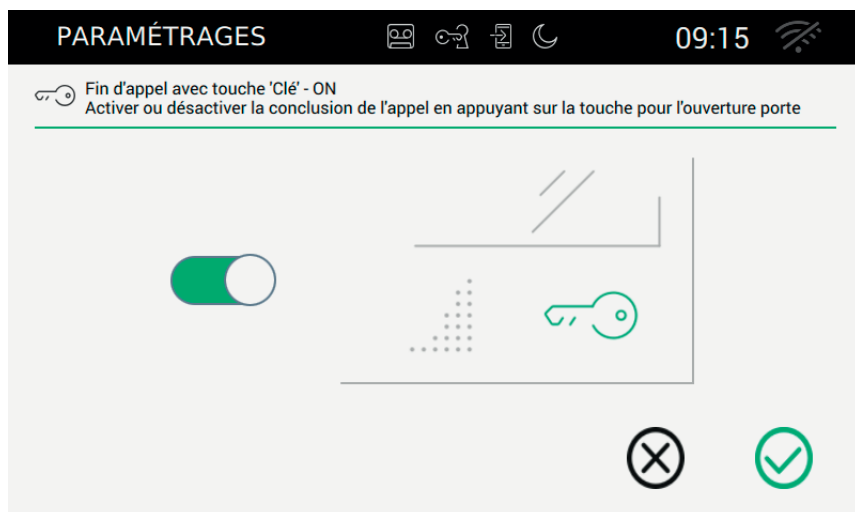 PARAMÉTRAGES
09:15
Fin d'appel avec touche 'Clé' - ON
Activer ou désactiver la conclusion de l'appel en appuyant sur la touche pour l'ouverture porte